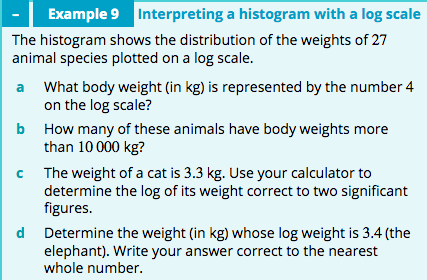 - Example 9 Interpreting a histogram with a log scale
The histogram shows the distribution of the weights of 27
animal species plotted on a log scale.
a What body weight (in kg) is represented by the number 4
on the log scale?
b How many of these animals have body weights more
than 10 000 kg?
c The weight of a cat is 3.3 kg. Use your calculator to
determine the log of its weight correct to two significant
figures.
d Determine the weight (in kg) whose log weight is 3.4 (the
elephant). Write your answer correct to the nearest
whole number.